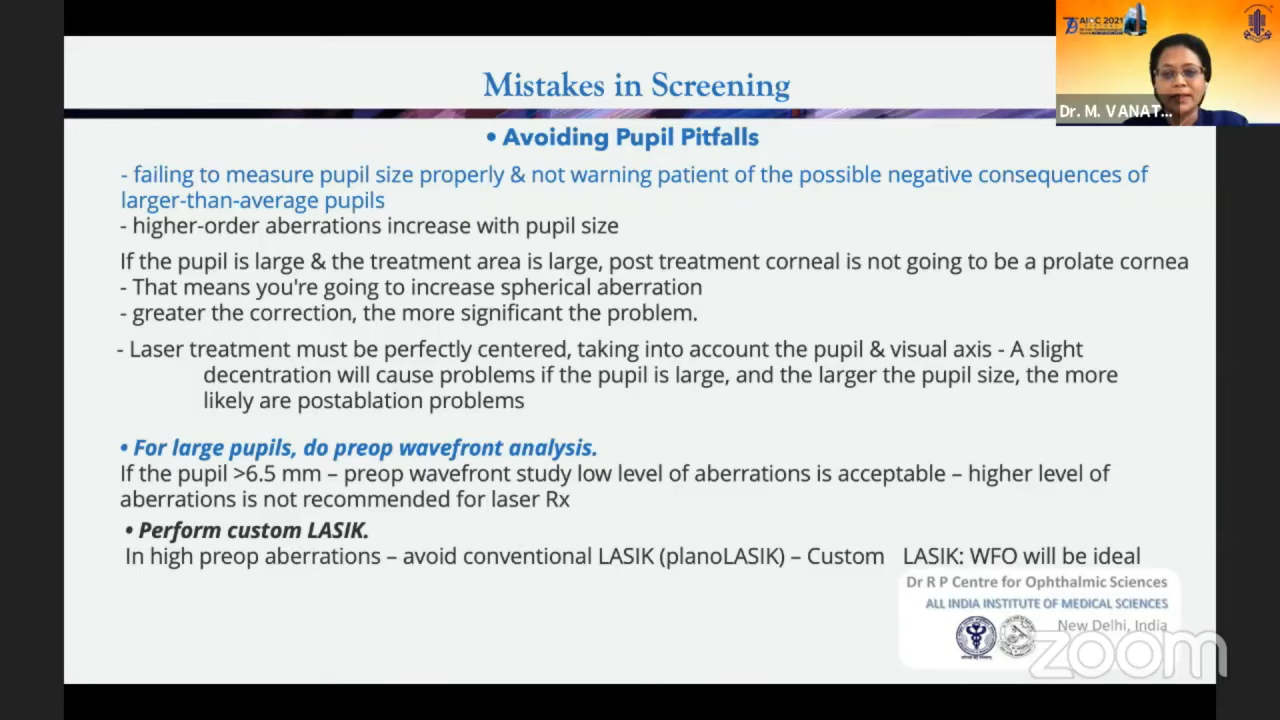 Mistakes in Screening
• Avoiding Pupil Pitfalls
- failing to measure pupil size properly & not warning patient of the possible negative consequences of
larger-than-average pupils
- higher-order aberrations increase with pupil size
If the pupil is large & the treatment area is large, post treatment corneal is not going to be a prolate cornea
- That means you're going to increase spherical aberration
- greater the correction, the more significant the problem.
- Laser treatment must be perfectly centered, taking into account the pupil & visual axis - A slight
decentration will cause problems if the pupil is large, and the larger the pupil size, the more
likely are postablation problems
• For large pupils, do preop wavefront analysis.
If the pupil >6.5 mm – preop wavefront study low level of aberrations is acceptable – higher level of
aberrations is not recommended for laser Rx
• Perform custom LASIK.
In high preop aberrations – avoid conventional LASIK (planoLASIK) – Custom LASIK: WFO will be ideal
Dr R P Centre for Ophthalmic Sciences
ALL INDIA INSTITUTE OF MEDICAL SCIENCES
New Delhi, India
zoom
AIOC 2021
Dr. M. VANAT...